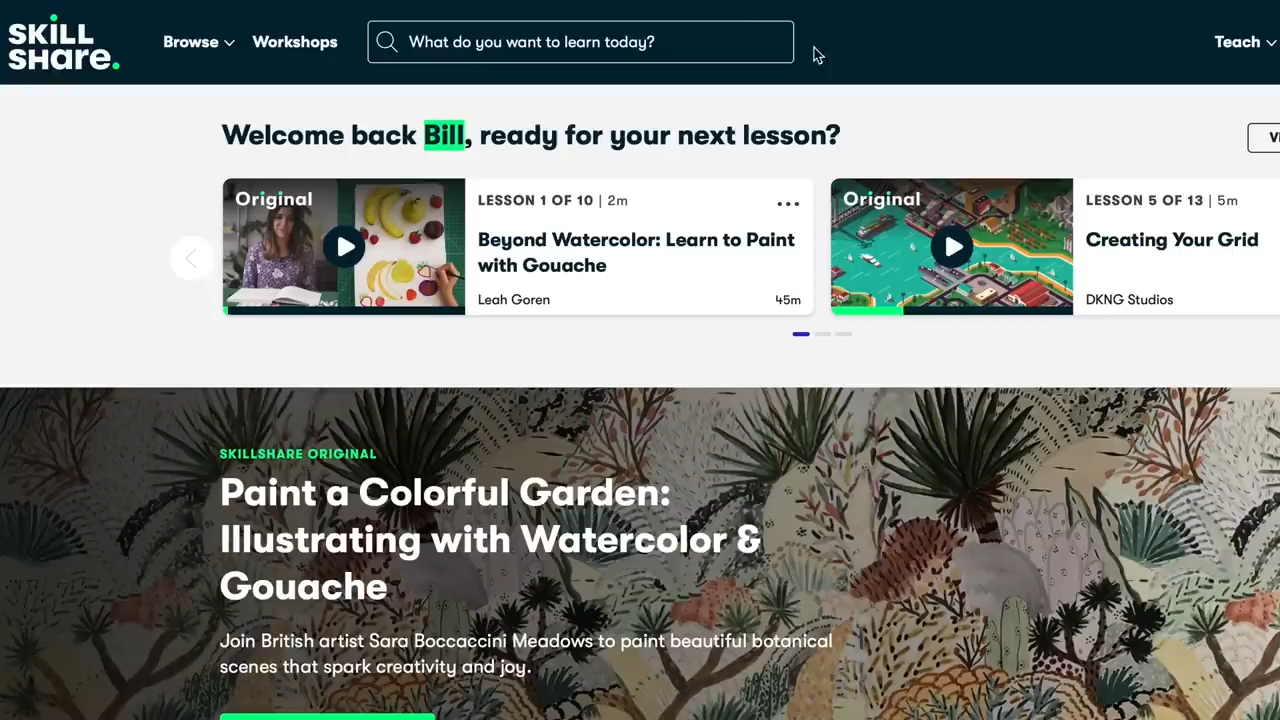 SKILL
SHare.
Browse
Workshops
What do you want to learn today?
Teach
Welcome back Bill, ready for your next lesson?
Original
LESSON 1 OF 10 | 2m
Beyond Watercolor: Learn to Paint
with Gouache
Leah Goren
45m
Original
LESSON 5 OF 13 | 5m
Creating Your Grid
DKNG Studios
SKILLSHARE ORIGINAL
Paint a Colorful Garden:
Illustrating with Watercolor &
Gouache
Join British artist Sara Boccaccini Meadows to paint beautiful botanical
scenes that spark creativity and joy.